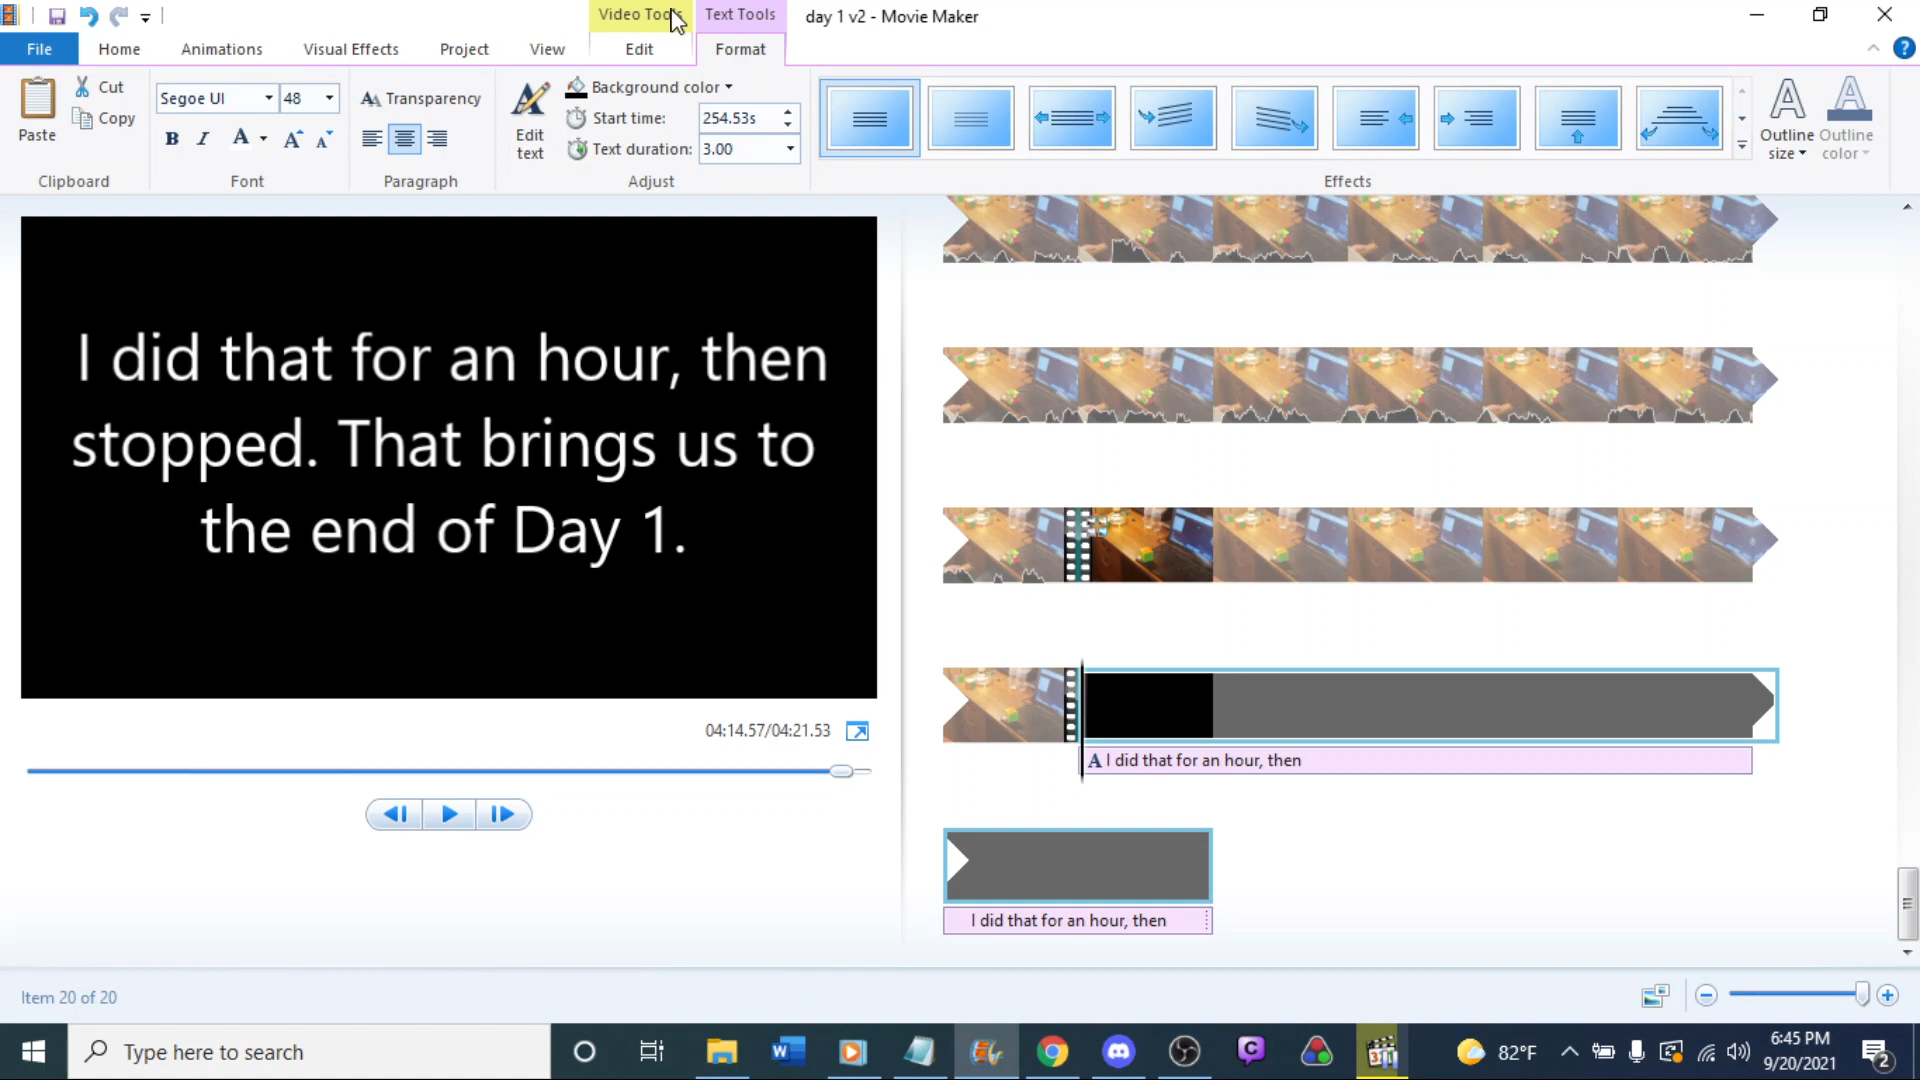 Video Tools
Text Tools
day 1 v2 - Movie Maker
File
Home
Animations
Visual Effects
Project
View
Edit
Format
Paste
Cut
Copy
Clipboard
Segoe UI
48
B
I
A
A
A
Font
AA Transparency
Paragraph
Edit
text
Background color
Start time:
254.53s
Text duration:
3.00
Adjust
Effects
Outline
size
Outline
color
I did that for an hour, then
stopped. That brings us to
the end of Day 1.
04:14.57/04:21.53
A I did that for an hour, then
I did that for an hour, then
Item 20 of 20
Type here to search
82°F
6:45 PM
9/20/2021
2